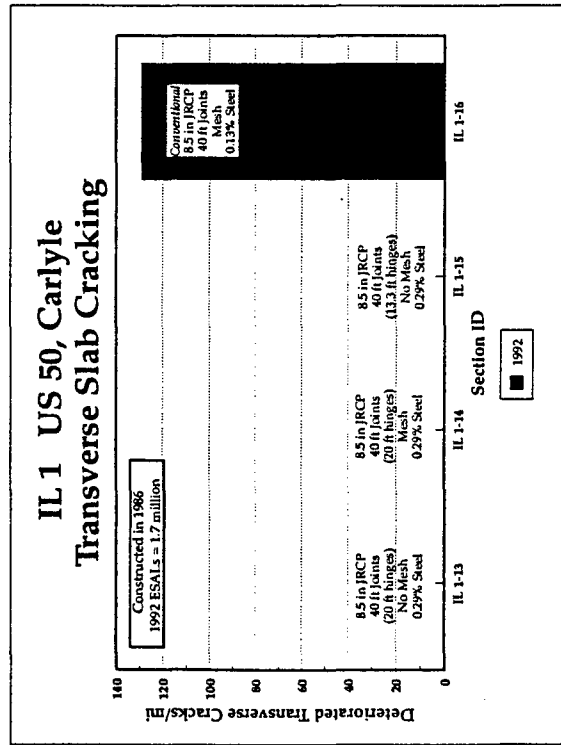 IL 1 US 50, Carlyle
Transverse Slab Cracking
Constructed in 1986
1992 ESALs = 1.7 million
Deteriorated Transverse Cracks/mi
140
120
100
80
60
40
20
0
8.5 in JRCP
40 ft Joints
(20 ft hinges)
No Mesh
0.29% Steel
8.5 in JRCP
40 ft Joints
(20 ft hinges)
Mesh
0.29% Steel
8.5 in JRCP
40 ft Joints
(13.3 ft hinges)
No Mesh
0.29% Steel
Conventional
8.5 in JRCP
40 ft Joints
Mesh
0.13% Steel
IL 1-13
IL 1-14
IL 1-15
IL 1-16
Section ID
1992